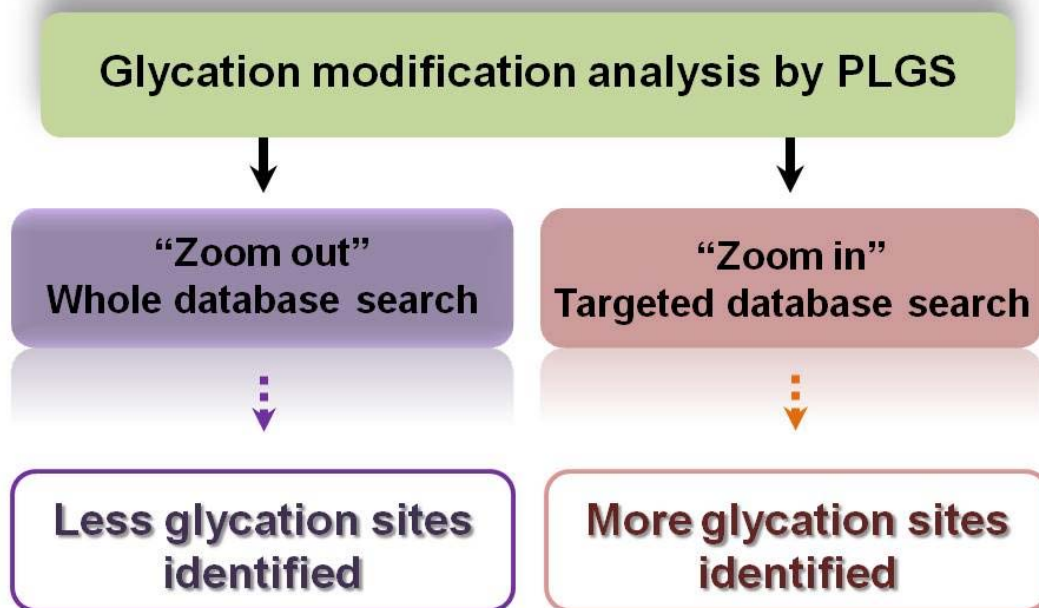 Glycation modification analysis by PLGS
“Zoom out”
Whole database search
“Zoom in”
Targeted database search
Less glycation sites
identified
More glycation sites
identified